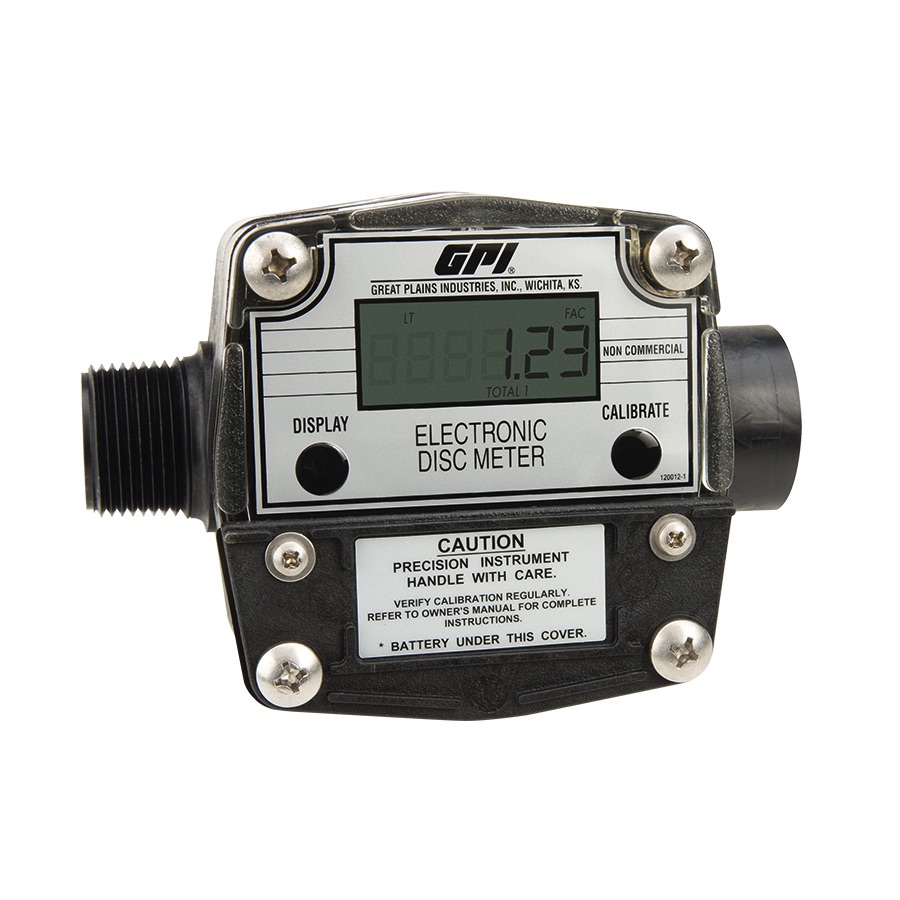 GPI®
GREAT PLAINS INDUSTRIES, INC., WICHITA, KS.
LT FAC
1.23
TOTAL 1
NON COMMERCIAL
DISPLAY
CALIBRATE
ELECTRONIC
DISC METER
120012-1
CAUTION
PRECISION INSTRUMENT
HANDLE WITH CARE.
VERIFY CALIBRATION REGULARLY.
REFER TO OWNER'S MANUAL FOR COMPLETE
INSTRUCTIONS.
* BATTERY UNDER THIS COVER.